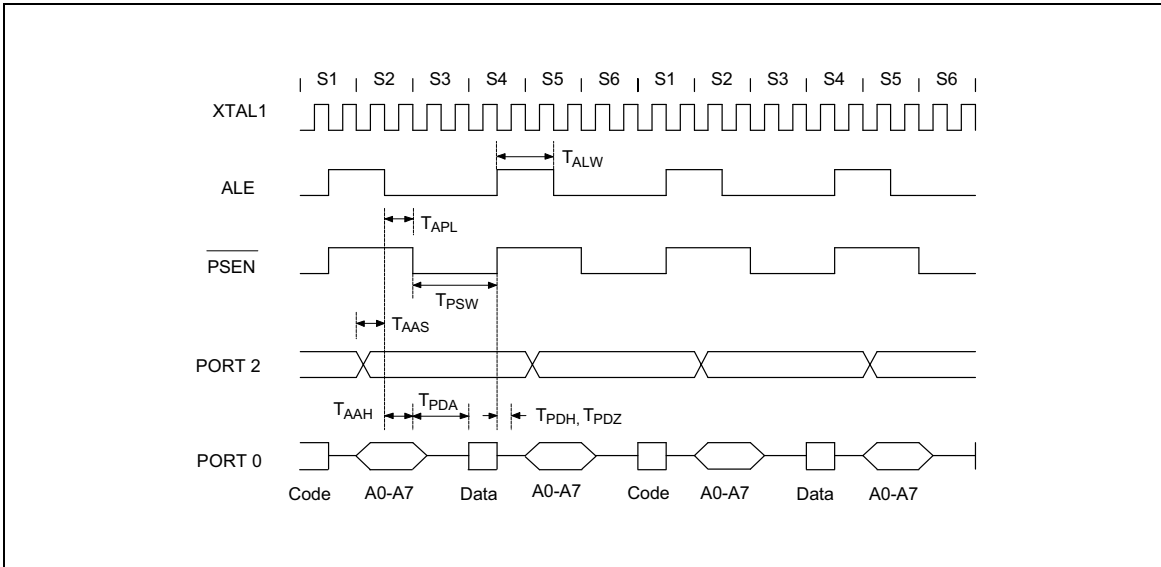 S1 S2 S3 S4 S5 S6 S1 S2 S3 S4 S5 S6
XTAL1
TALW
ALE
TAPL
PSEN
TPSW
TAAS
PORT 2
TAAH TPDA TPDH, TPDZ
PORT 0
Code A0-A7 Data A0-A7 Code A0-A7 Data A0-A7